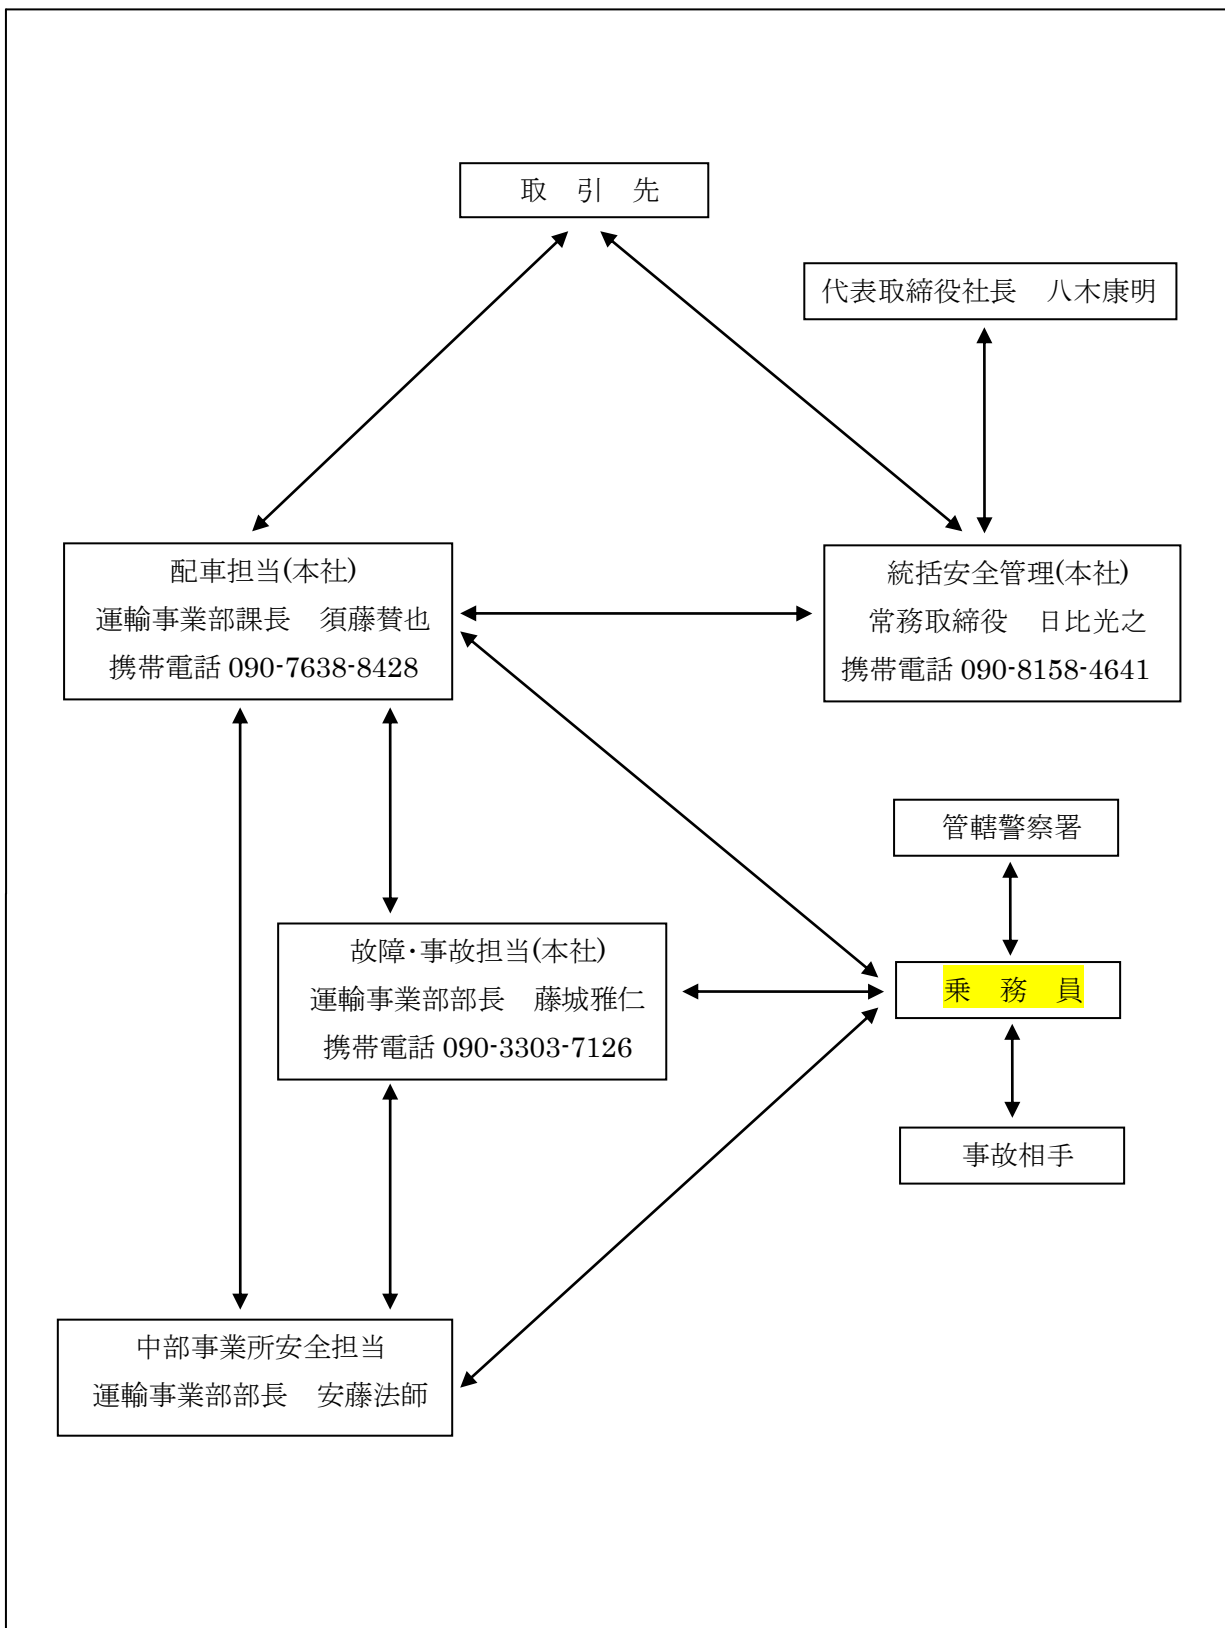 取　引　先
代表取締役社長　八木康明
配車担当(本社)
運輸事業部課長　須藤賛也
携帯電話 090-7638-8428
統括安全管理(本社)
常務取締役　日比光之
携帯電話 090-8158-4641
管轄警察署
故障・事故担当(本社)
運輸事業部部長　藤城雅仁
携帯電話 090-3303-7126
乗　務　員
事故相手
中部事業所安全担当
運輸事業部部長　安藤法師